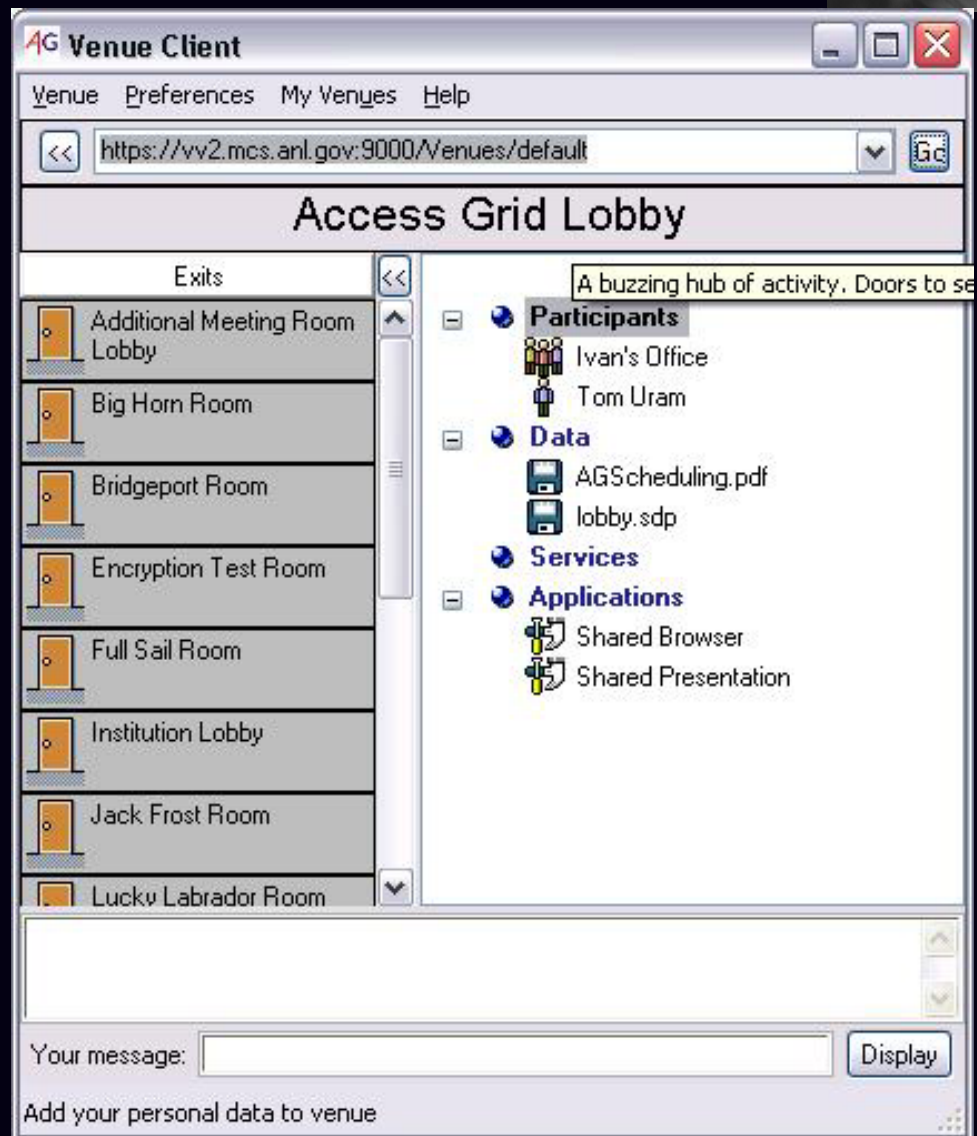 AG Venue Client
Venue Preferences My Venues Help
<< https://vv2.mcs.anl.gov:9000/Venues/default Go
Access Grid Lobby
A buzzing hub of activity. Doors to se
Exits <<
Additional Meeting Room
Lobby
Big Horn Room
Bridgeport Room
Encryption Test Room
Full Sail Room
Institution Lobby
Jack Frost Room
Lucky Labrador Room
Participants
Ivan's Office
Tom Uram
Data
AGScheduling.pdf
lobby.sdp
Services
Applications
Shared Browser
Shared Presentation
Your message: Display
Add your personal data to venue